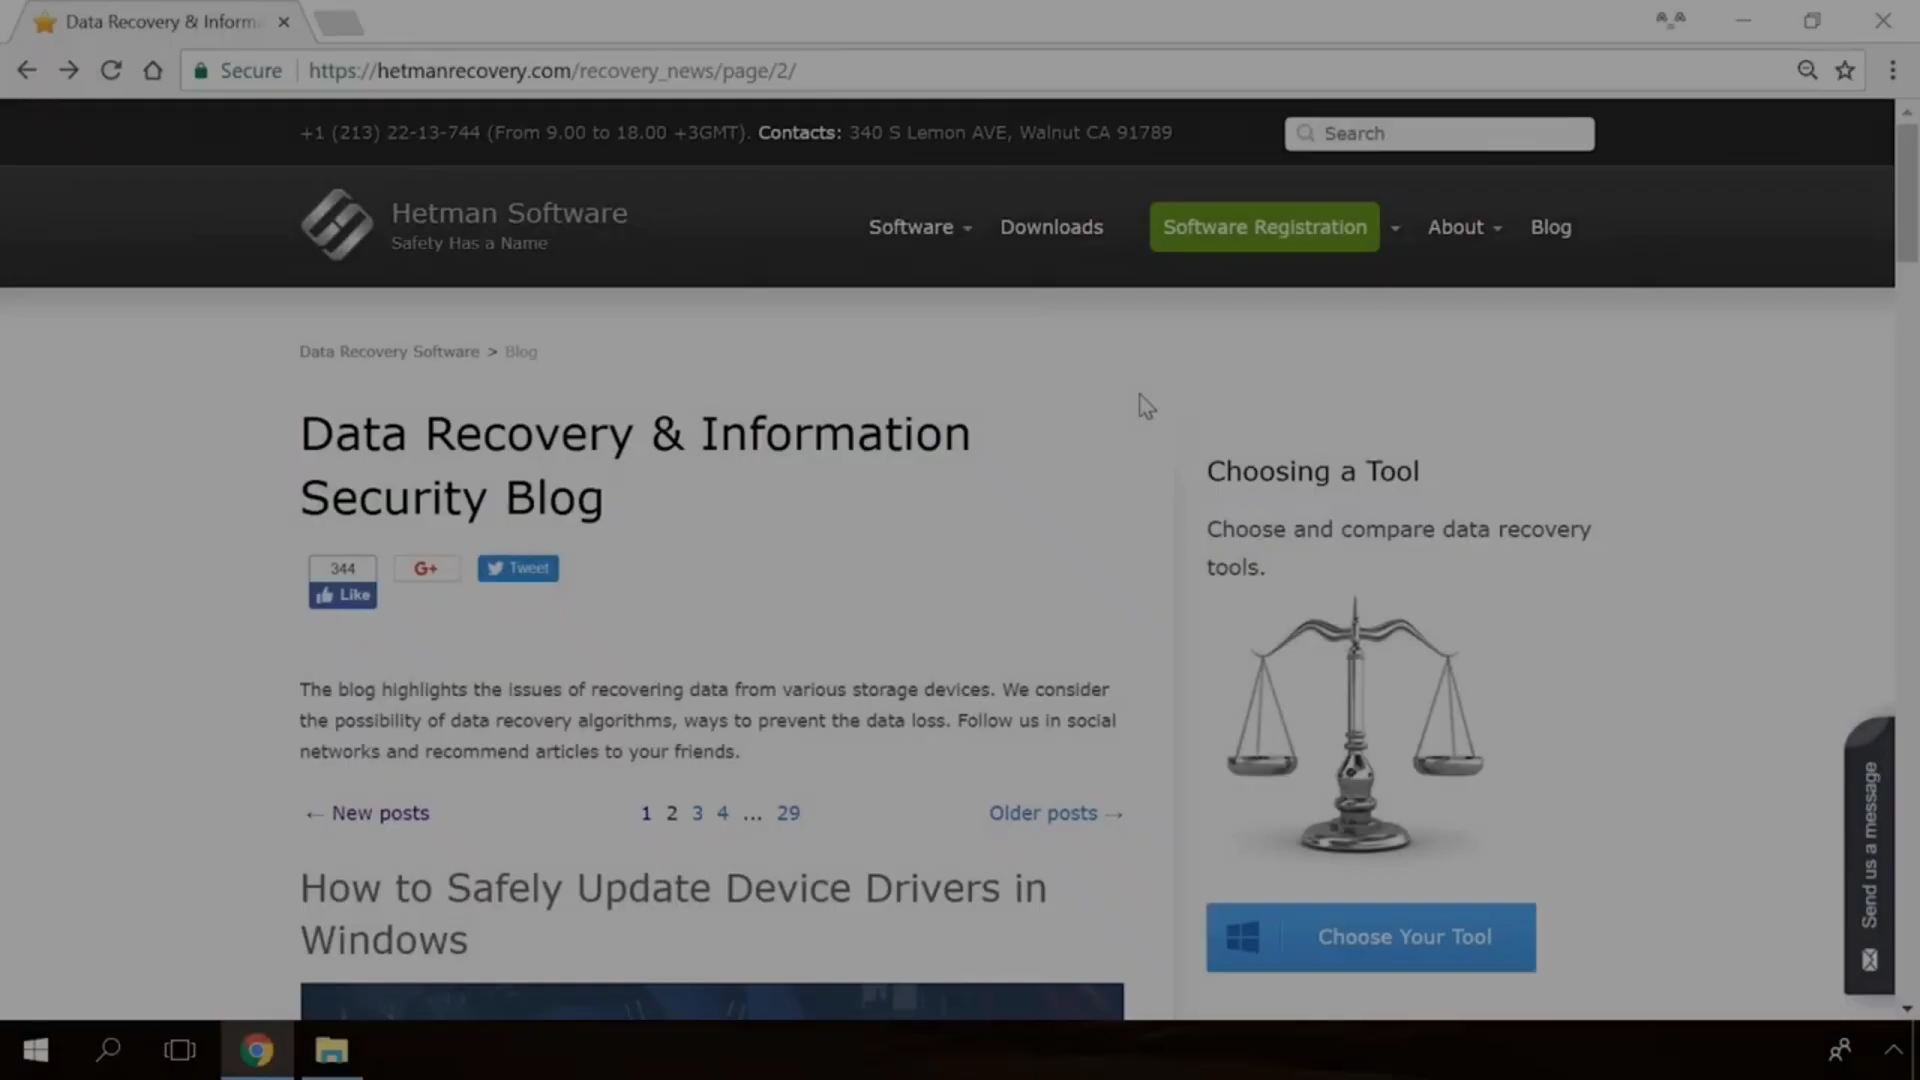 Data Recovery & Inform
Secure https://hetmanrecovery.com/recovery_news/page/2/
+1 (213) 22-13-744 (From 9.00 to 18.00 +3GMT). Contacts: 340 S Lemon AVE, Walnut CA 91789
Search
Hetman Software
Safety Has a Name
Software Downloads Software Registration About Blog
Data Recovery Software > Blog
Data Recovery & Information
Security Blog
344
Like
G+
Tweet
The blog highlights the issues of recovering data from various storage devices. We consider
the possibility of data recovery algorithms, ways to prevent the data loss. Follow us in social
networks and recommend articles to your friends.
← New posts 1 2 3 4 ... 29 Older posts →
How to Safely Update Device Drivers in
Windows
Choosing a Tool
Choose and compare data recovery
tools.
Choose Your Tool
Send us a message